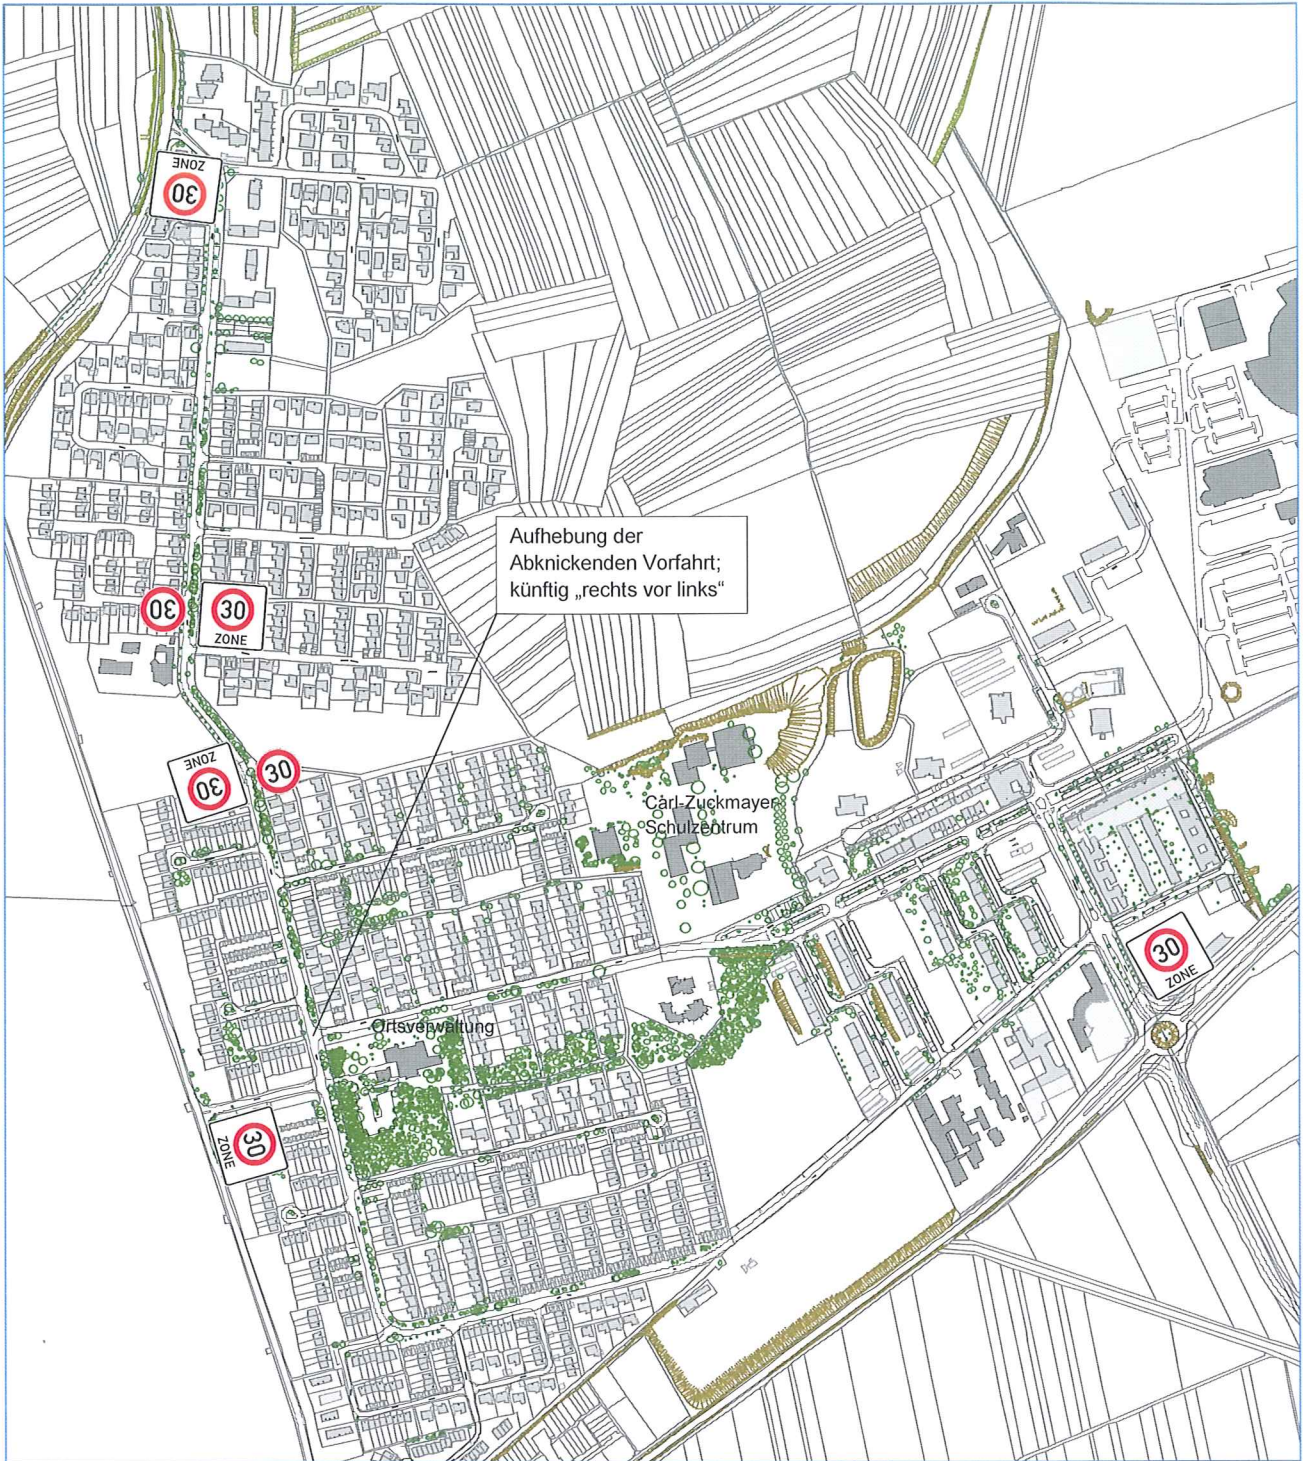 ZONE
30
Aufhebung der
Abknickenden Vorfahrt;
künftig „rechts vor links“
30
30
ZONE
ZONE
30
30
Carl-Zuckmayer
Schulzentrum
30
ZONE
Ortsverwaltung
30
ZONE